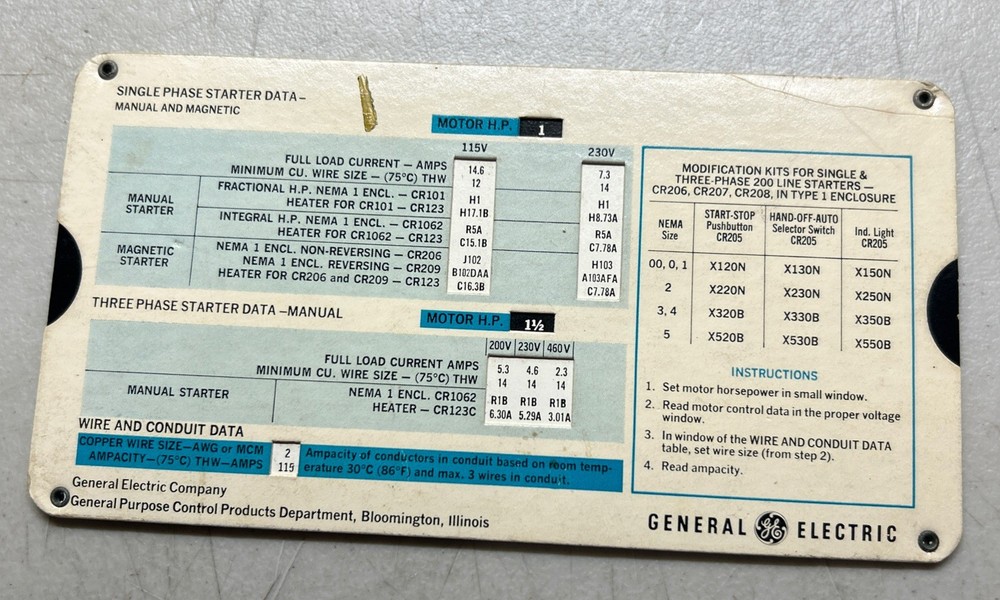 SINGLE PHASE STARTER DATA—
MANUAL AND MAGNETIC
MOTOR H.P. 1
115V 230V
FULL LOAD CURRENT — AMPS 14.6 7.3
MINIMUM CU. WIRE SIZE — (75°C) THW 12 14
MANUAL STARTER
FRACTIONAL H.P. NEMA 1 ENCL. — CR101 H1 H1
HEATER FOR CR101 — CR123 H17.1B H8.73A
INTEGRAL H.P. NEMA 1 ENCL. — CR1062 R5A R5A
HEATER FOR CR1062 — CR123 C15.1B C7.78A
MAGNETIC STARTER
NEMA 1 ENCL. NON-REVERSING — CR206 J102 H103
NEMA 1 ENCL. REVERSING — CR209 B102DAA A103AFA
HEATER FOR CR206 and CR209 — CR123 C16.3B C7.78A
THREE PHASE STARTER DATA —MANUAL
MOTOR H.P. 1½
200V 230V 460V
FULL LOAD CURRENT AMPS 5.3 4.6 2.3
MINIMUM CU. WIRE SIZE — (75°C) THW 14 14 14
MANUAL STARTER
NEMA 1 ENCL. CR1062 R1B R1B R1B
HEATER — CR123C 6.30A 5.29A 3.01A
WIRE AND CONDUIT DATA
COPPER WIRE SIZE—AWG or MCM 2
AMPACITY—(75°C) THW—AMPS 115
Ampacity of conductors in conduit based on room temp-
erature 30°C (86°F) and max. 3 wires in conduit.
General Electric Company
General Purpose Control Products Department, Bloomington, Illinois
MODIFICATION KITS FOR SINGLE &
THREE-PHASE 200 LINE STARTERS —
CR206, CR207, CR208, IN TYPE 1 ENCLOSURE
NEMA Size START-STOP Pushbutton CR205 HAND-OFF-AUTO Selector Switch CR205 Ind. Light CR205
00, 0, 1 X120N X130N X150N
2 X220N X230N X250N
3, 4 X320B X330B X350B
5 X520B X530B X550B
INSTRUCTIONS
1. Set motor horsepower in small window.
2. Read motor control data in the proper voltage
window.
3. In window of the WIRE AND CONDUIT DATA
table, set wire size (from step 2).
4. Read ampacity.
GENERAL GE ELECTRIC